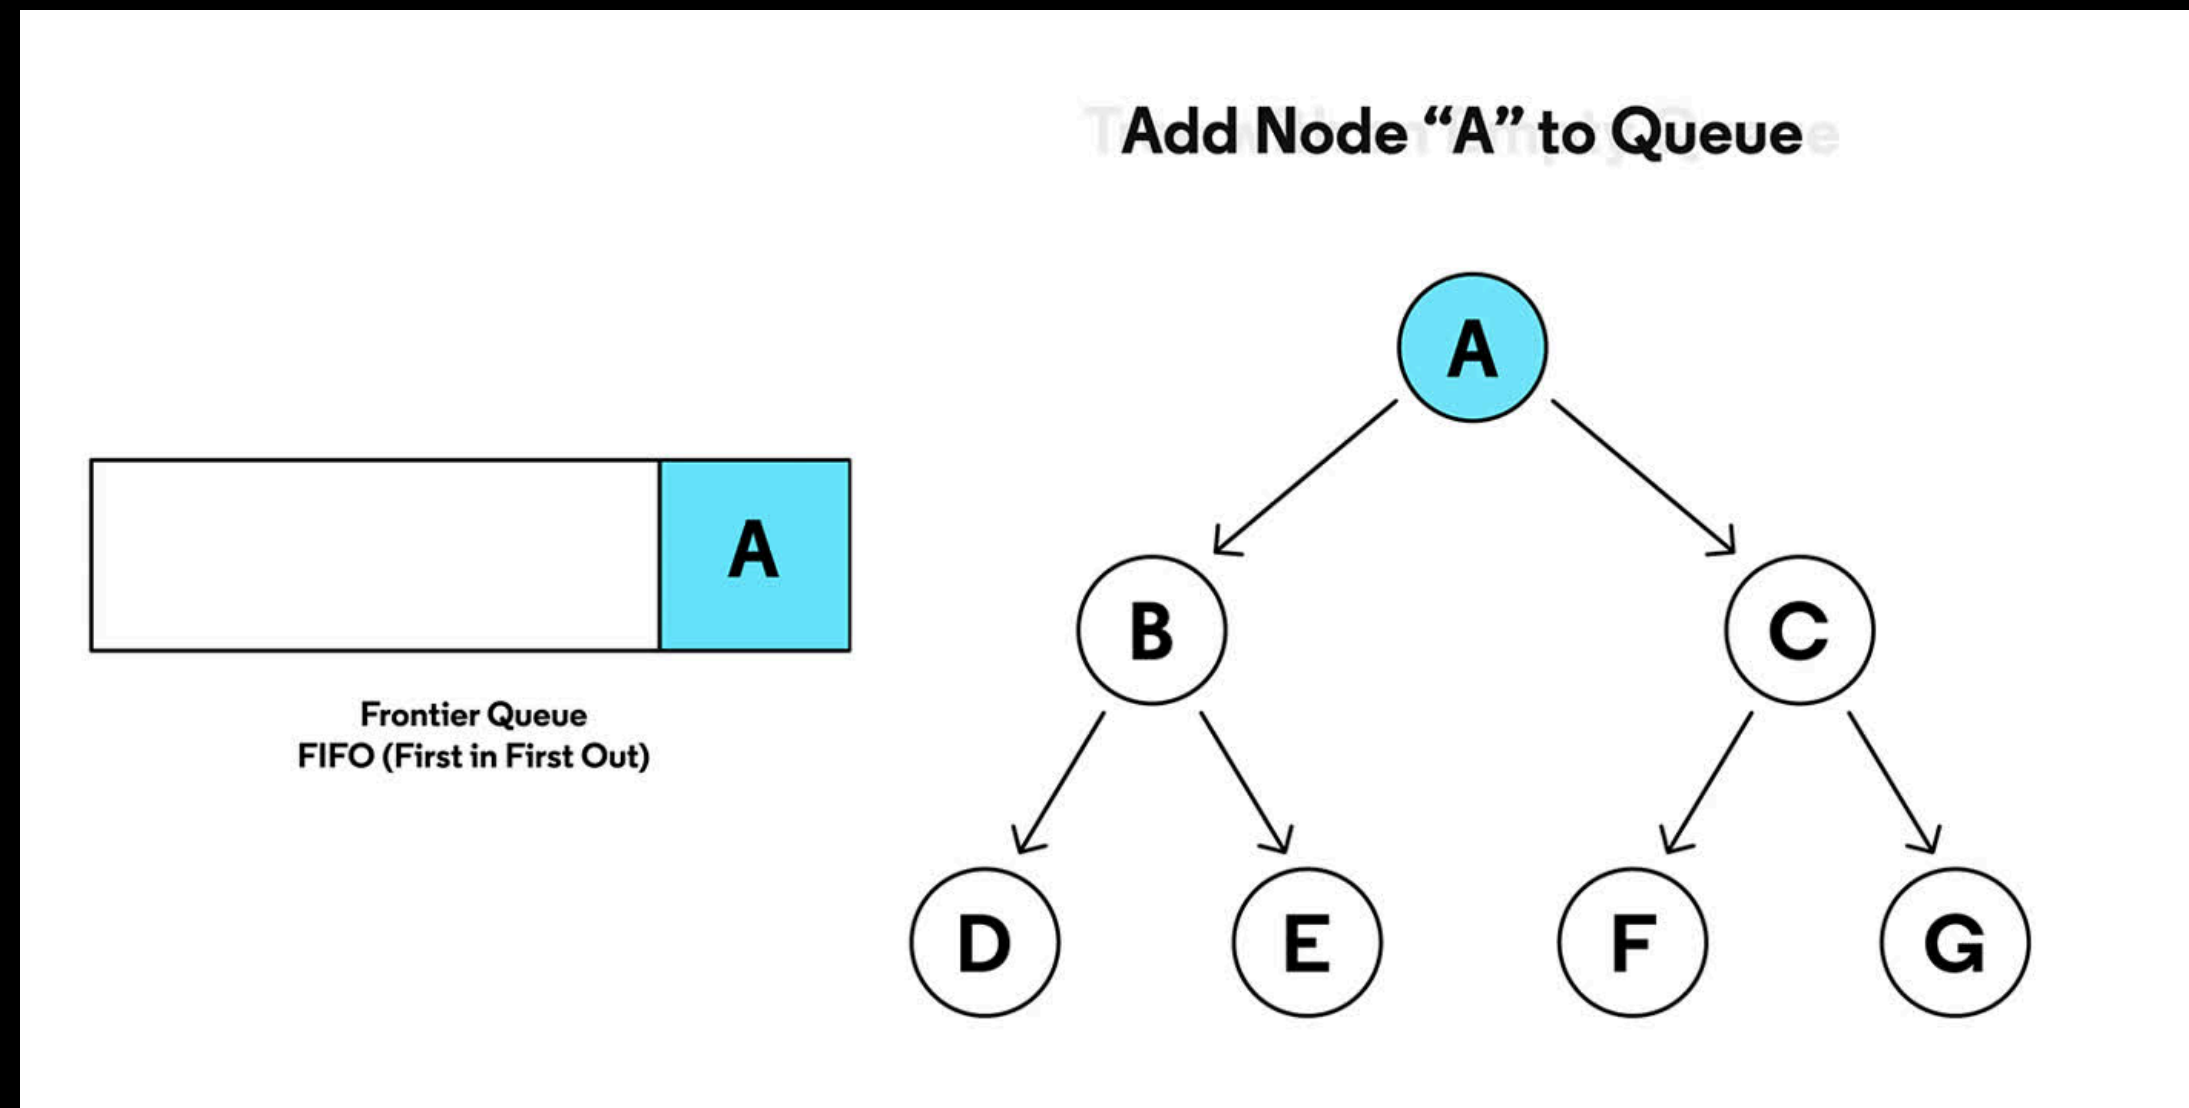 Add Node “A” to Queue
A
A
B
C
Frontier Queue
FIFO (First in First Out)
D
E
F
G